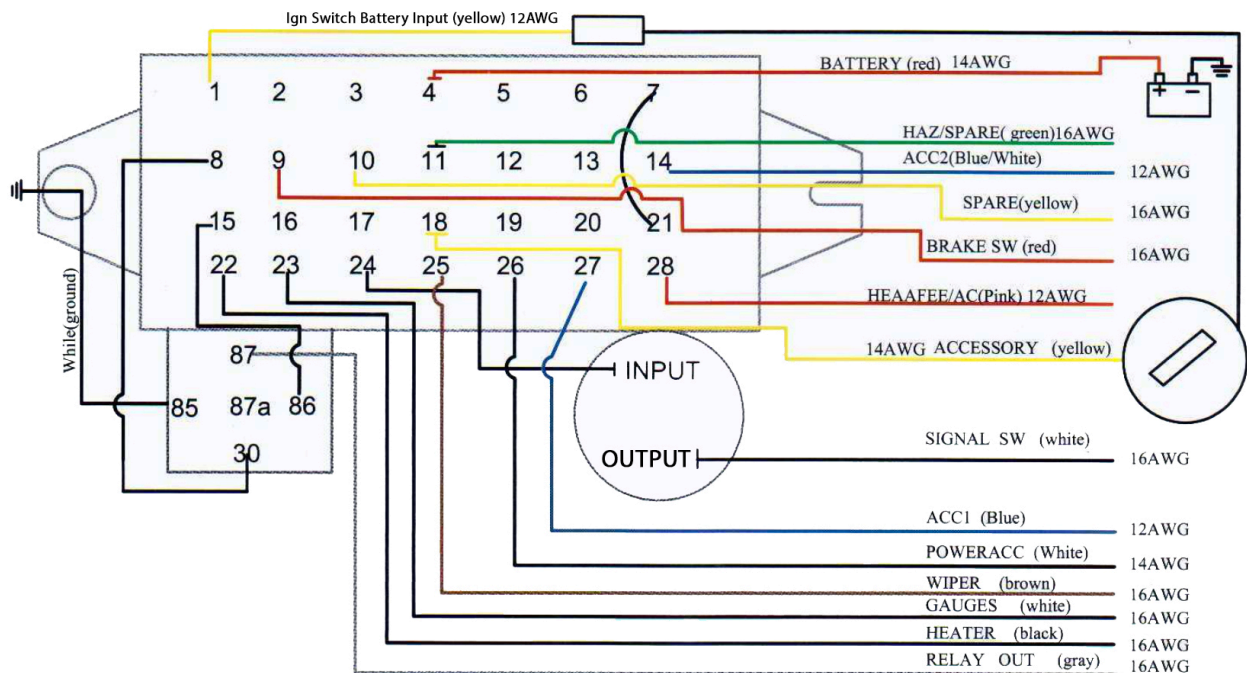 Ign Switch Battery Input (yellow) 12AWG
BATTERY (red) 14AWG
+ -
1 2 3 4 5 6 7
HAZ/SPARE( green)16AWG
8 9 10 11 12 13 14
ACC2(Blue/White) 12AWG
SPARE(yellow) 16AWG
15 16 17 18 19 20 21
BRAKE SW (red) 16AWG
22 23 24 25 26 27 28
HEAAFEE/AC(Pink) 12AWG
While(ground)
14AWG ACCESSORY (yellow)
87
INPUT
85 87a 86
30
OUTPUT
SIGNAL SW (white) 16AWG
ACC1 (Blue) 12AWG
POWERACC (White) 14AWG
WIPER (brown) 16AWG
GAUGES (white) 16AWG
HEATER (black) 16AWG
RELAY OUT (gray) 16AWG